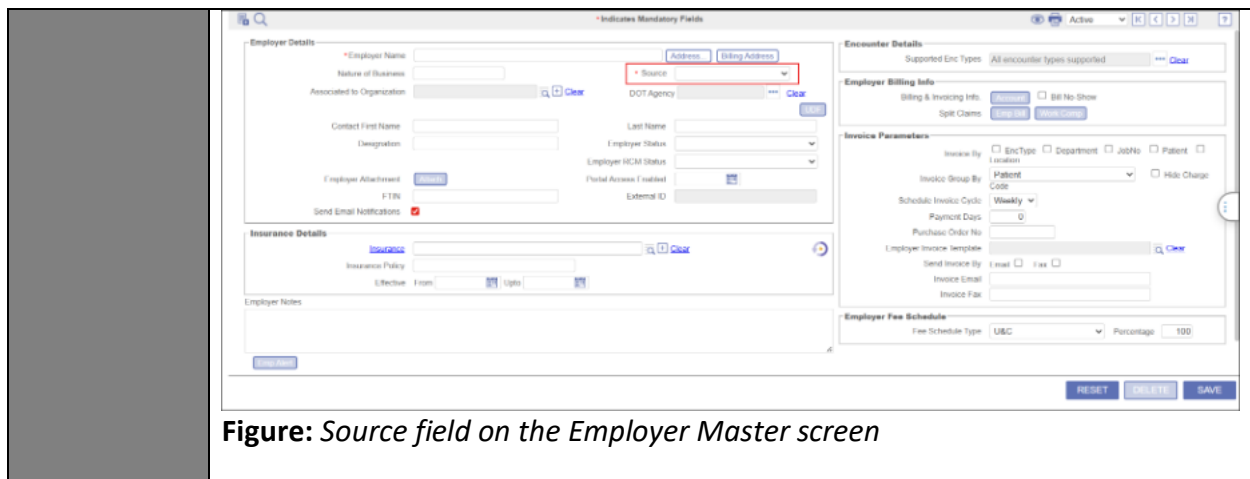 *Indicates Mandatory Fields
Active
?
Employer Details
*Employer Name Address... Billing Address
Nature of Business * Source
Associated to Organization Clear DOT Agency Clear
UDF
Contact First Name Last Name
Designation Employer Status
Employer RCM Status
Employer Attachment Attach Portal Access Enabled
FTIN External ID
Send Email Notifications
Insurance Details
Insurance Clear
Insurance Policy
Effective From Upto
Employer Notes
Emp Alert
Encounter Details
Supported Enc Types All encounter types supported Clear
Employer Billing Info
Billing & Invoicing Info. Account Bill No-Show
Split Claims Emp Bill Work Comp
Invoice Parameters
Invoice By EncType Department JobNo Patient
Location
Invoice Group By Patient Hide Charge
Code
Schedule Invoice Cycle Weekly
Payment Days 0
Purchase Order No
Employer Invoice Template Clear
Send Invoice By Email Fax
Invoice Email
Invoice Fax
Employer Fee Schedule
Fee Schedule Type U&C Percentage 100
RESET DELETE SAVE
Figure: Source field on the Employer Master screen